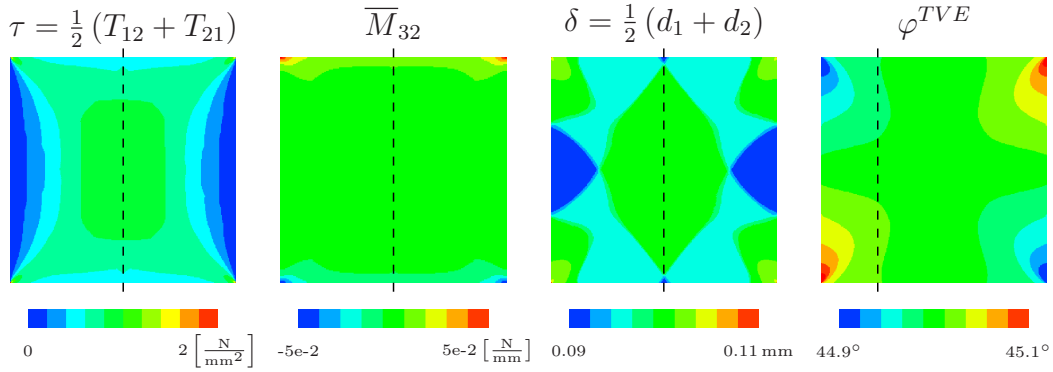 τ = 1/2 (T₁₂ + T₂₁)
M̅₃₂
δ = 1/2 (d₁ + d₂)
φᵀⱽᴱ
0 2 [N/mm²]
-5e-2 5e-2 [N/mm]
0.09 0.11 mm
44.9° 45.1°